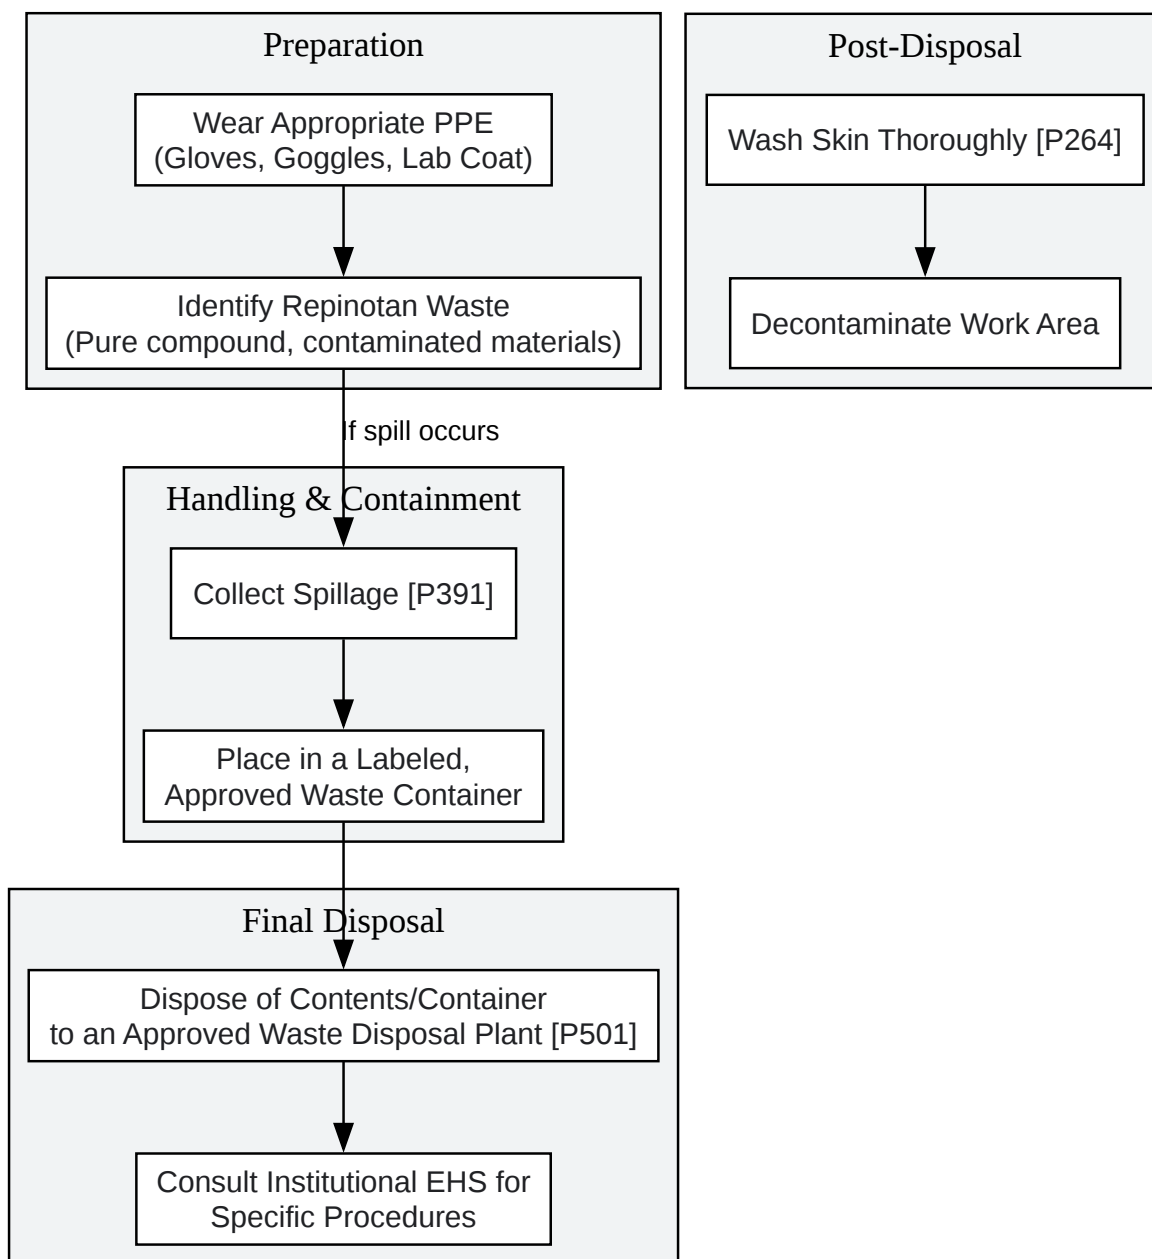 Preparation
Wear Appropriate PPE
(Gloves, Goggles, Lab Coat)
Identify Repinotan Waste
(Pure compound, contaminated materials)
If spill occurs
Handling & Containment
Collect Spillage [P391]
Place in a Labeled,
Approved Waste Container
Final Disposal
Dispose of Contents/Container
to an Approved Waste Disposal Plant [P501]
Consult Institutional EHS for
Specific Procedures
Post-Disposal
Wash Skin Thoroughly [P264]
Decontaminate Work Area